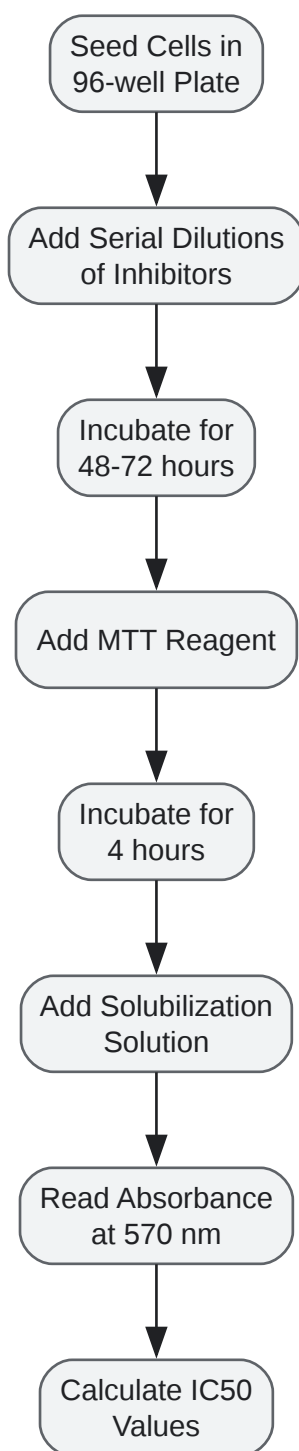 Seed Cells in
96-well Plate
Add Serial Dilutions
of Inhibitors
Incubate for
48-72 hours
Add MTT Reagent
Incubate for
4 hours
Add Solubilization
Solution
Read Absorbance
at 570 nm
Calculate IC50
Values